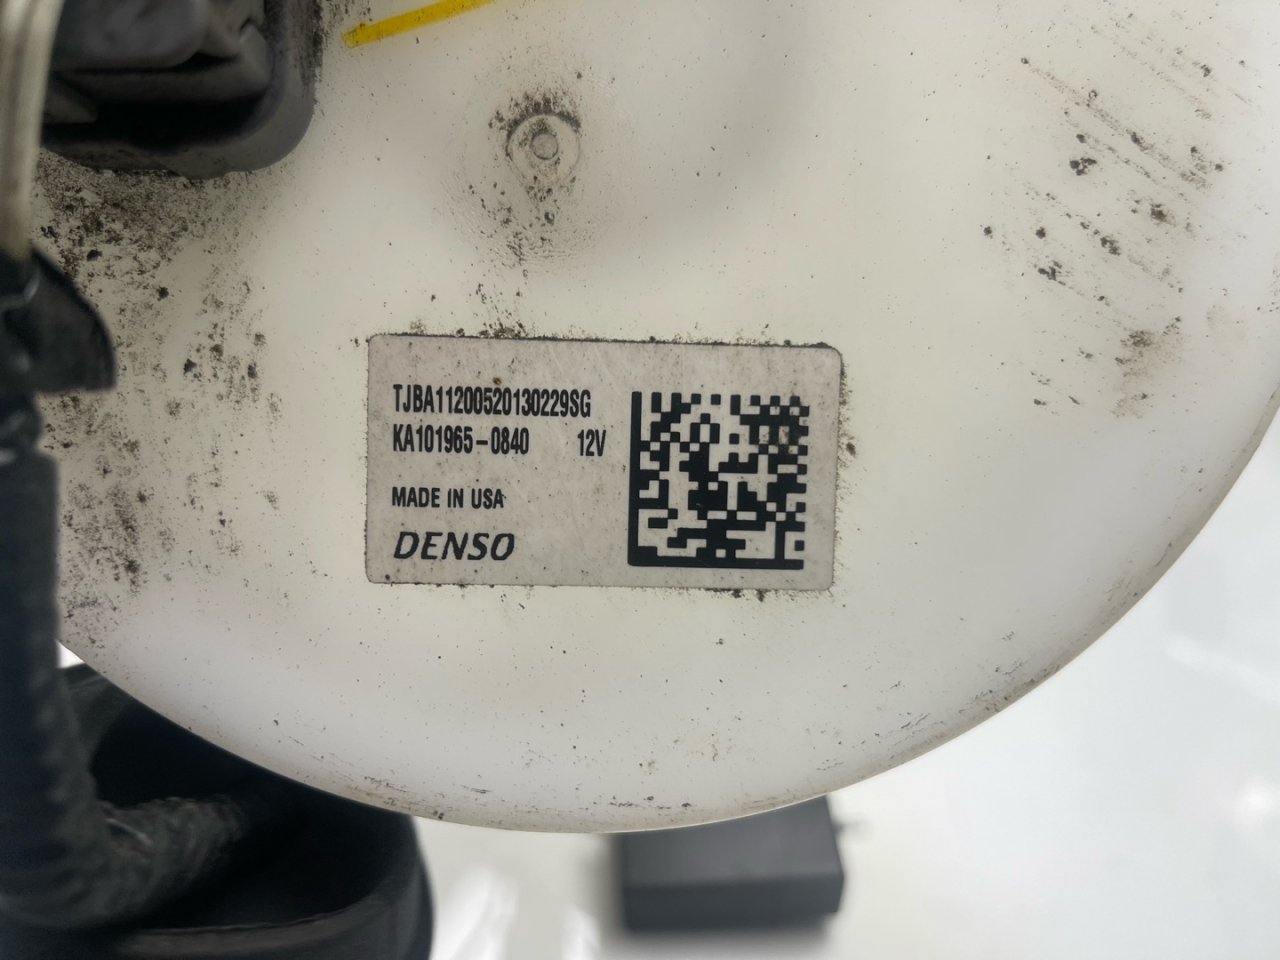 TJBA11200520130229SG
KA101965-0840 12V
MADE IN USA
DENSO